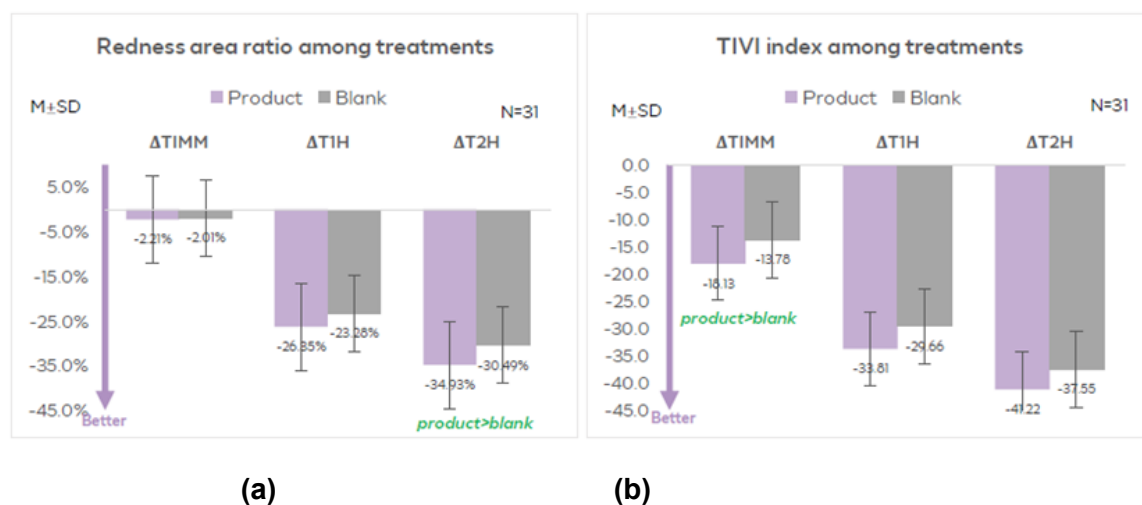 Redness area ratio among treatments
Product Blank
M±SD
N=31
ΔTIMM ΔT1H ΔT2H
5.0%
-5.0%
-15.0%
-25.0%
-35.0%
-45.0%
-2.21% -2.01%
-26.35% -23.28%
-34.93% -30.49%
Better
product>blank
TIVI index among treatments
Product Blank
M±SD
N=31
ΔTIMM ΔT1H ΔT2H
0.0
-5.0
-10.0
-15.0
-20.0
-25.0
-30.0
-35.0
-40.0
-45.0
-18.13 -13.78
product>blank
-33.81 -29.66
-41.22 -37.55
Better
(a) (b)